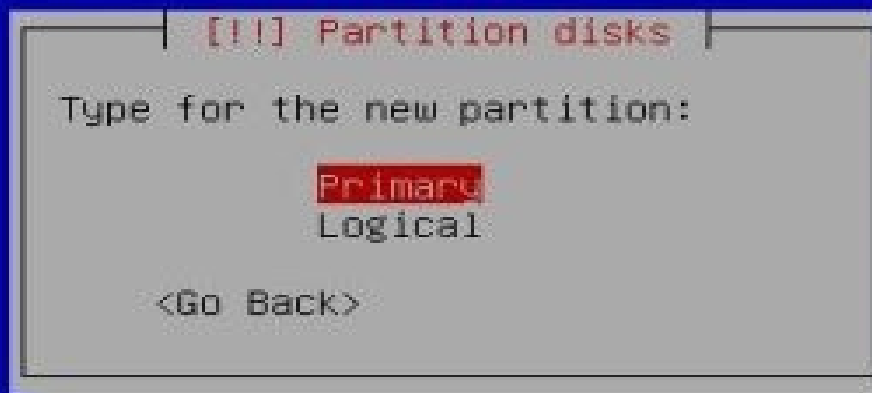 [!!] Partition disks
Type for the new partition:
Primary
Logical
<Go Back>